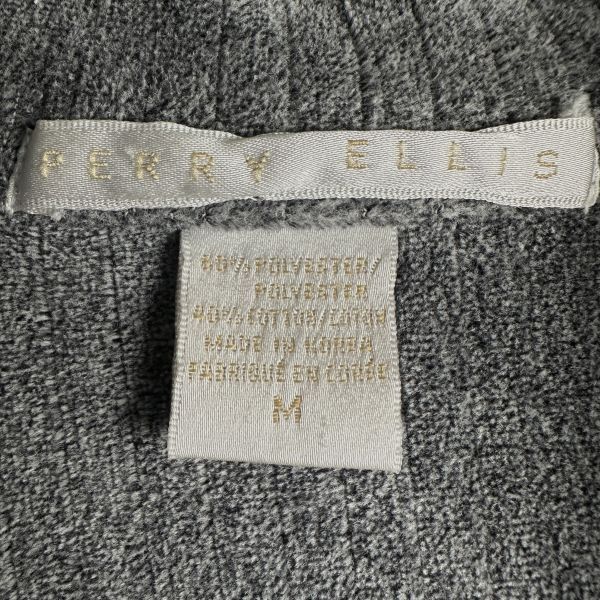 PERRY ELLIS
60% POLYESTER/
POLYESTER
40% COTTON/COTON
MADE IN KOREA
FABRIQUÉ EN CORÉE
M